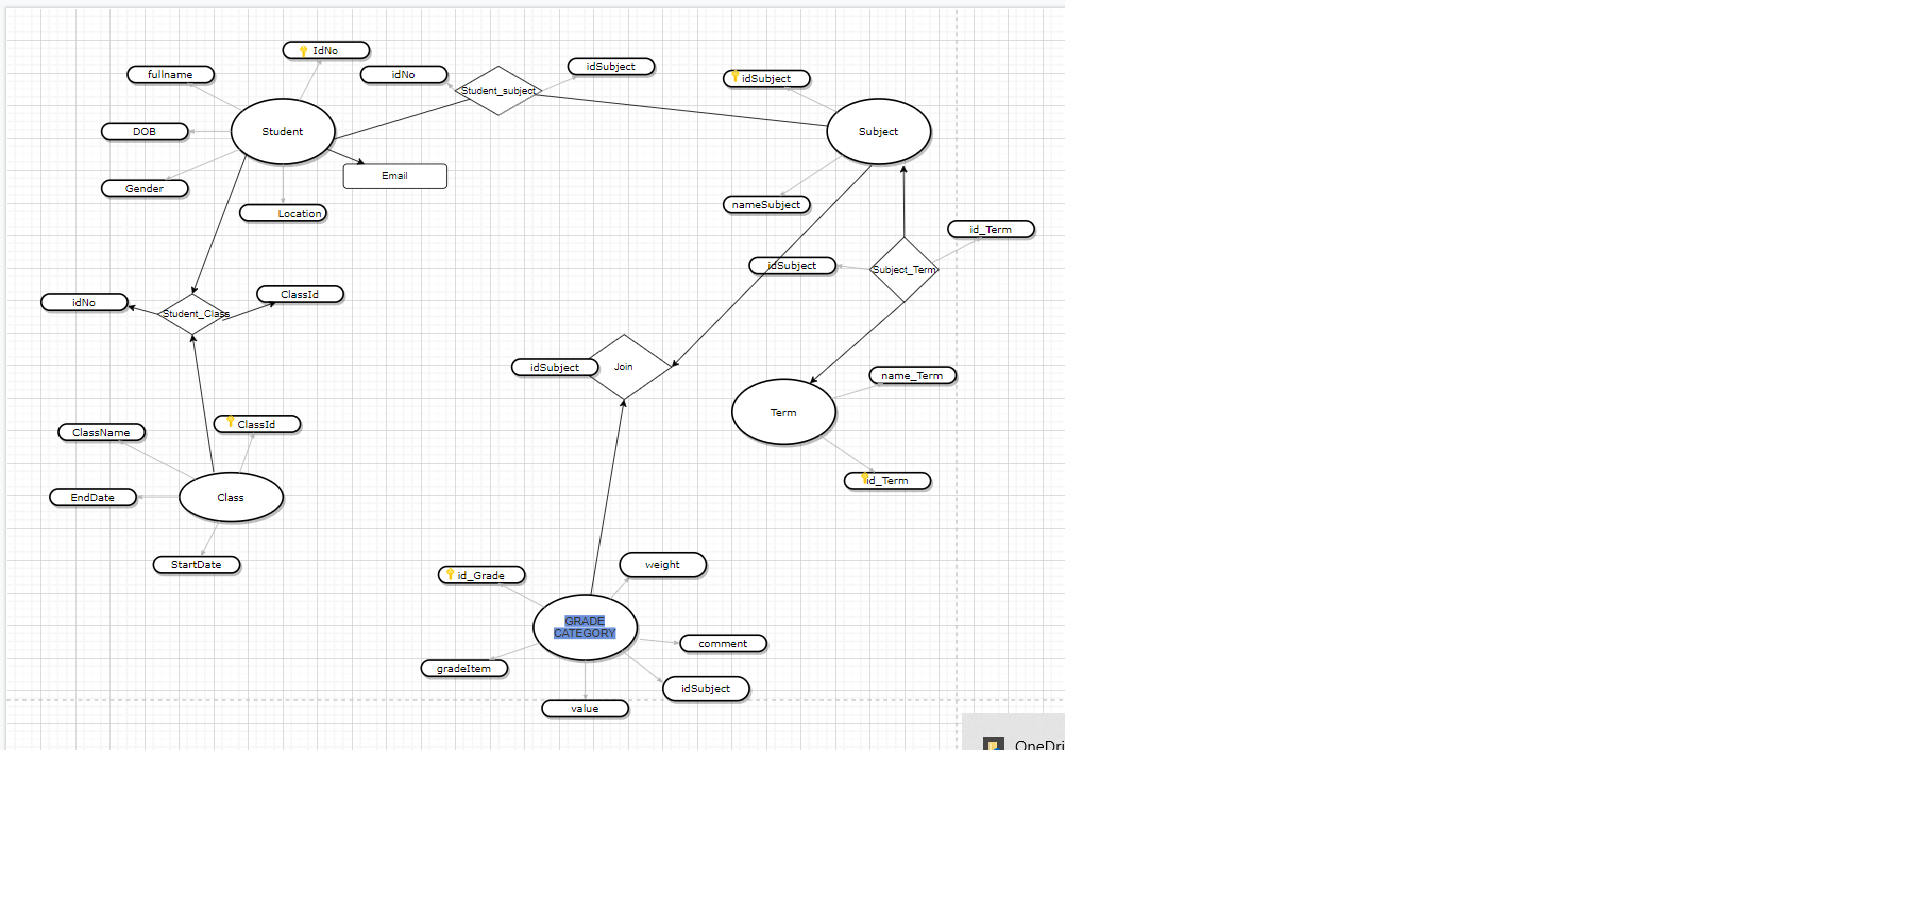 IdNo
fullname
idNo
idSubject
idSubject
Student_subject
DOB
Student
Subject
Email
Gender
nameSubject
Location
id_Term
idSubject
Subject_Term
idNo
ClassId
Student_Class
idSubject
Join
name_Term
Term
ClassName
ClassId
id_Term
EndDate
Class
StartDate
id_Grade
weight
GRADE
CATEGORY
comment
gradeItem
idSubject
value
OneDri